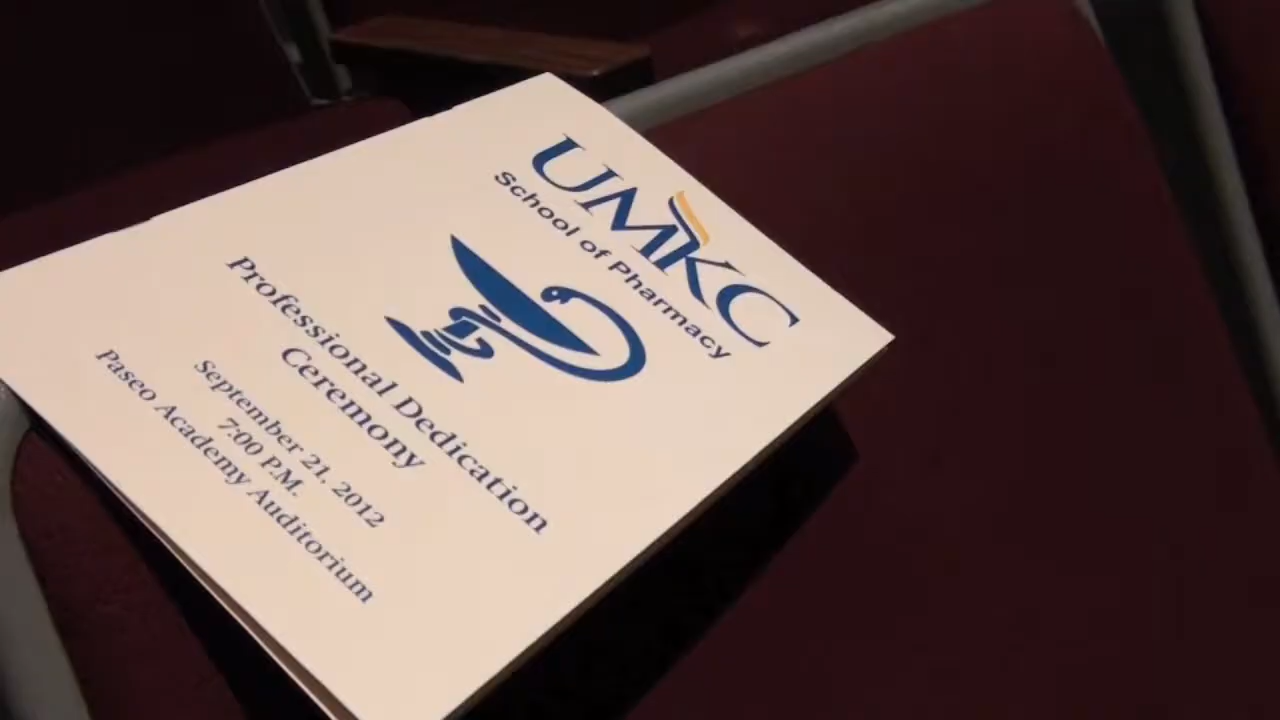 UMKC
School of Pharmacy
Professional Dedication
Ceremony
September 21, 2012
7:00 P.M.
Paseo Academy Auditorium